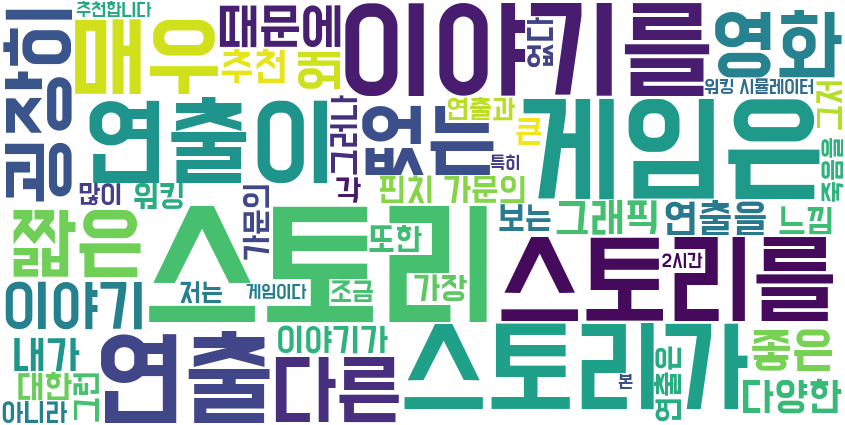 추천합니다
굉장히
매우
때문에
이야기를
없다
영화
추천
왜
워킹 시뮬레이터
연출이
그러나
없는
연출과
큰
게임은
그저
특히
죽음을
많이
워킹
가문의
각
핀치 가문의
보는
그래픽
연출을
느낌
짧은
스토리
또한
스토리를
2시간
이야기
저는
게임이다
조금
가장
내가
연출
이야기가
다른
스토리가
좋은
대한
그런
본
연출은
다양한
아니라